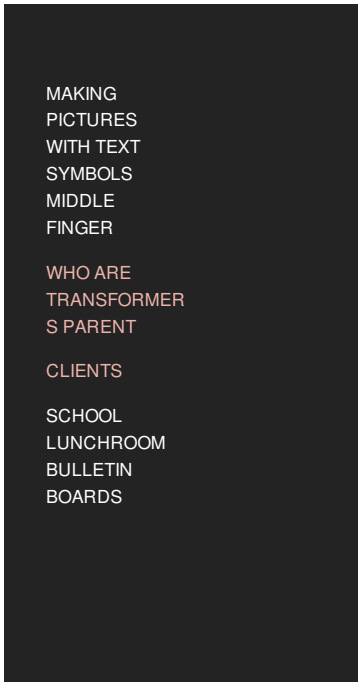 MAKING
PICTURES
WITH TEXT
SYMBOLS
MIDDLE
FINGER
WHO ARE
TRANSFORMER
S PARENT
CLIENTS
SCHOOL
LUNCHROOM
BULLETIN
BOARDS